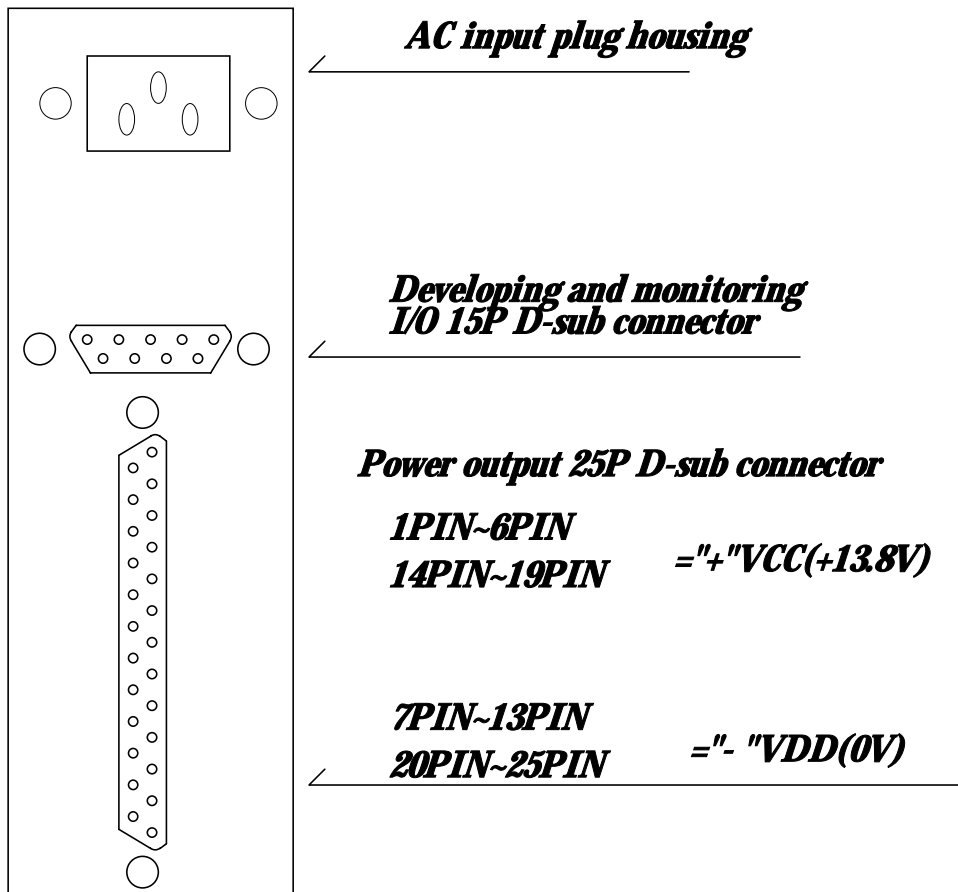 AC input plug housing
Developing and monitoring
I/O 15P D-sub connector
Power output 25P D-sub connector
1PIN~6PIN
14PIN~19PIN
="+"VCC(+13.8V)
7PIN~13PIN
20PIN~25PIN
="- "VDD(0V)